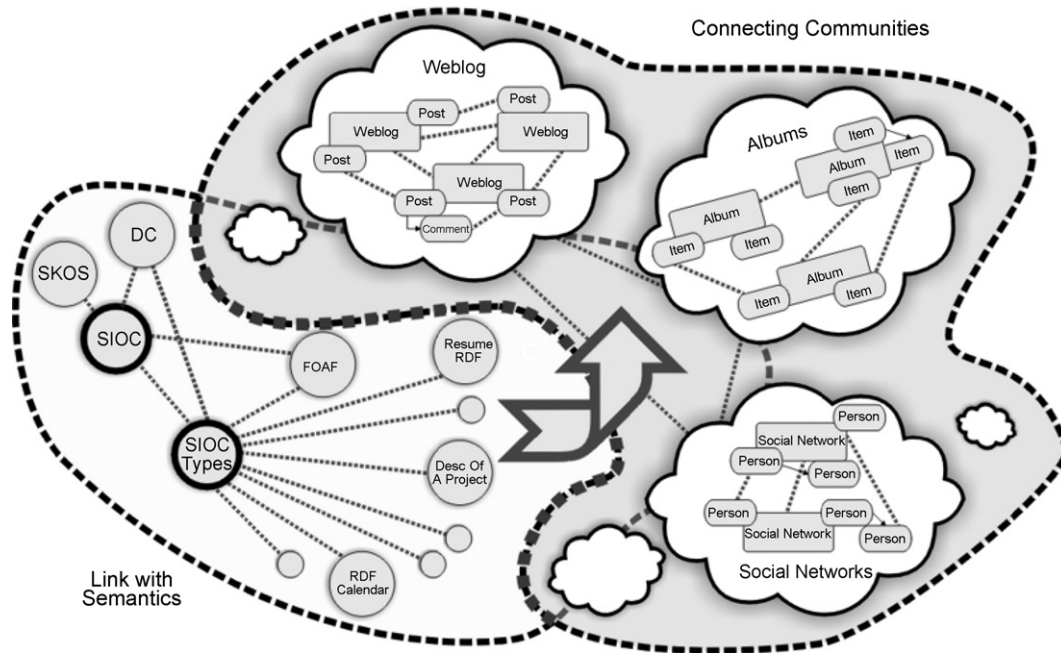 Connecting Communities
Weblog
Post
Post
Weblog
Weblog
Post
Weblog
Post
Post
Comment
Albums
Item
Item
Album
Item
Album
Item
Item
Album
Item
Item
DC
SKOS
SIOC
FOAF
Resume
RDF
SIOC
Types
Desc Of
A Project
RDF
Calendar
Link with
Semantics
Person
Social Network
Person
Person
Person
Person
Social Network
Person
Social Networks